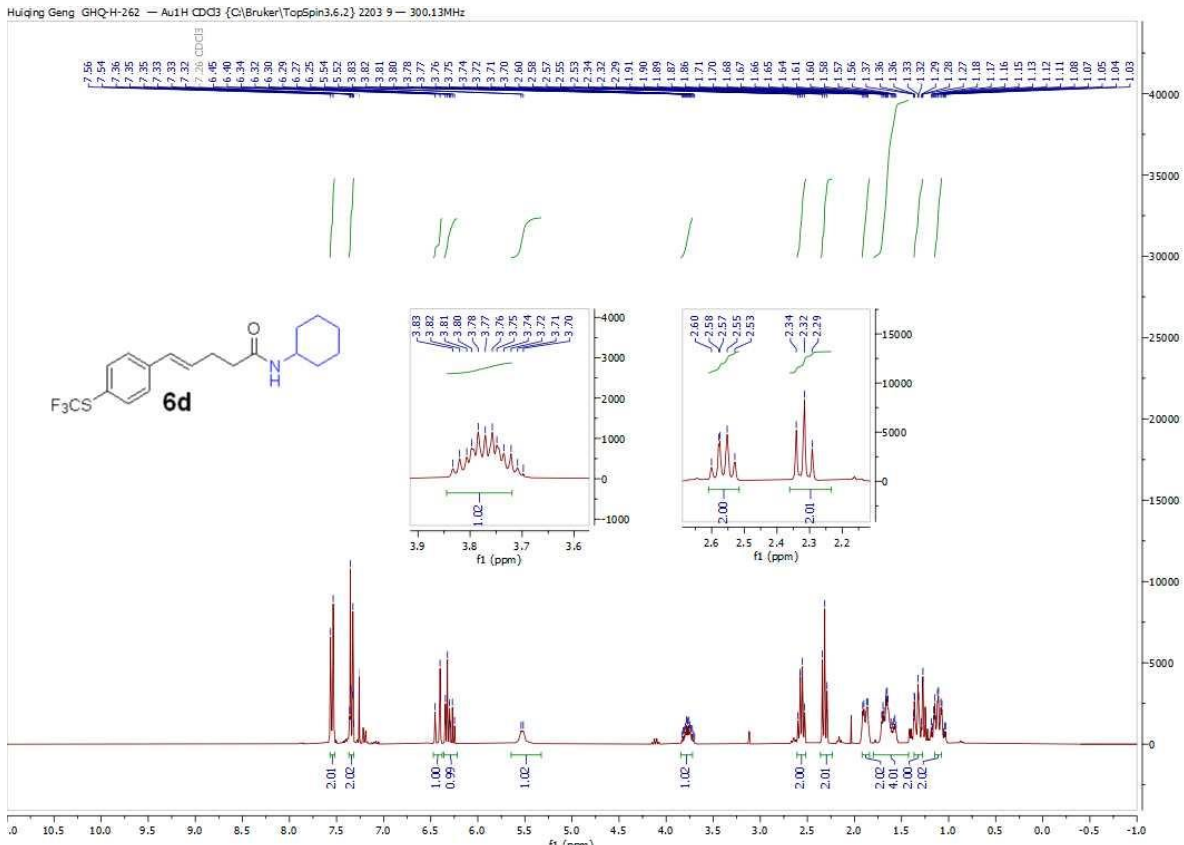 Huiqing Geng GHQ-H-262 — Au1H CDCl3 {C:\Bruker\TopSpin3.6.2} 2203 9 — 300.13MHz
7.56 7.54 7.36 7.35 7.35 7.33 7.33 7.32 7.26 CDCl3 6.45 6.40 6.34 6.32 6.30 6.29 6.27 6.25 5.54 5.52 3.83 3.82 3.81 3.80 3.78 3.77 3.76 3.75 3.74 3.72 3.71 3.70 2.60 2.58 2.57 2.55 2.53 2.34 2.32 2.29 1.91 1.90 1.89 1.87 1.86 1.71 1.70 1.68 1.67 1.66 1.65 1.64 1.61 1.60 1.58 1.57 1.56 1.37 1.36 1.36 1.33 1.32 1.29 1.28 1.27 1.18 1.17 1.16 1.15 1.13 1.12 1.11 1.08 1.07 1.05 1.04 1.03
40000
35000
30000
25000
20000
15000
10000
5000
0
O
N
H
F3CS
6d
3.83 3.82 3.81 3.80 3.78 3.77 3.76 3.75 3.74 3.72 3.71 3.70
4000
3000
2000
1000
0
-1000
1.02
3.9 3.8 3.7 3.6
f1 (ppm)
2.60 2.58 2.57 2.55 2.53 2.34 2.32 2.29
15000
10000
5000
0
2.00 2.01
2.6 2.5 2.4 2.3 2.2
f1 (ppm)
2.01 2.02 1.00 0.99 1.02 1.02 2.00 2.01 2.02 4.01 2.00 2.02
.0 10.5 10.0 9.5 9.0 8.5 8.0 7.5 7.0 6.5 6.0 5.5 5.0 4.5 4.0 3.5 3.0 2.5 2.0 1.5 1.0 0.5 0.0 -0.5 -1.0
f1 (ppm)